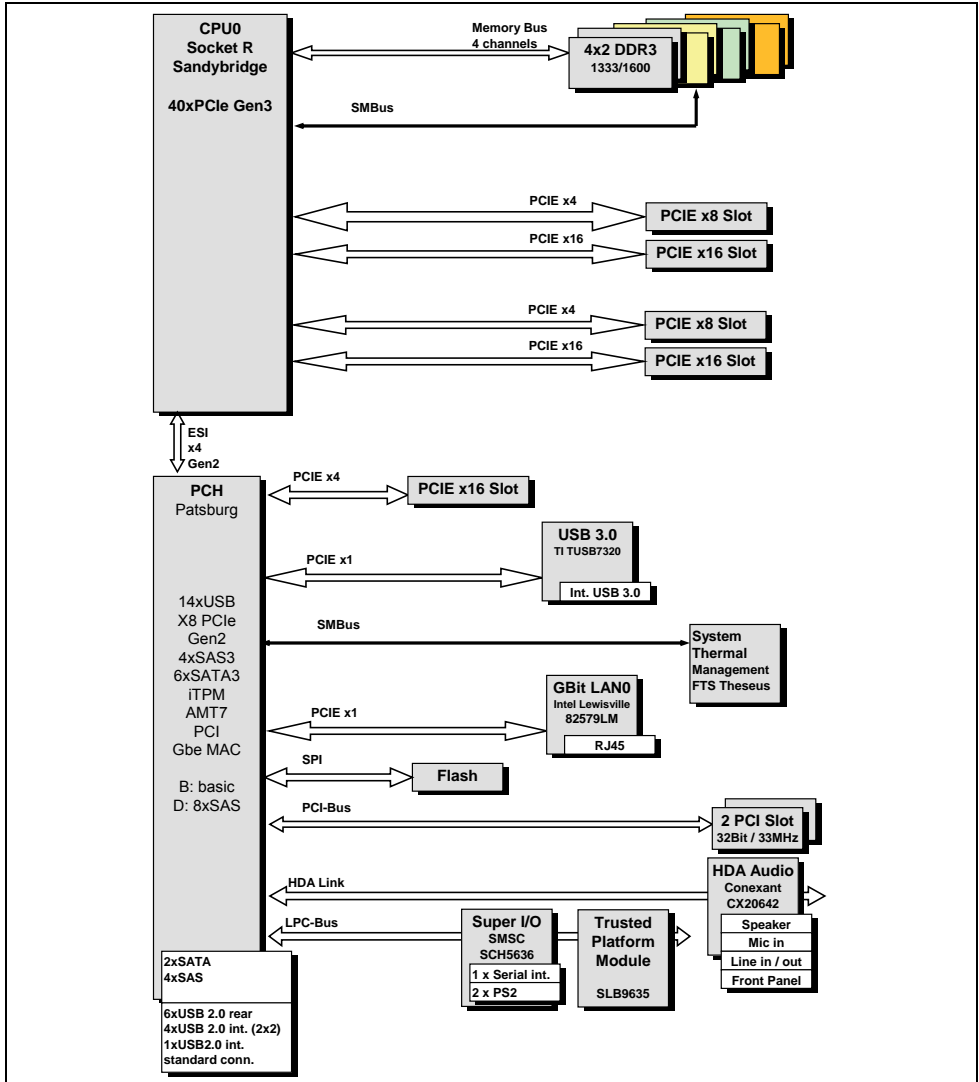 CPU0
Socket R
Sandybridge
40xPCIe Gen3
Memory Bus
4 channels
4x2 DDR3
1333/1600
SMBus
PCIE x4
PCIE x8 Slot
PCIE x16
PCIE x16 Slot
PCIE x4
PCIE x8 Slot
PCIE x16
PCIE x16 Slot
ESI
x4
Gen2
PCH
Patsburg
14xUSB
X8 PCIe
Gen2
4xSAS3
6xSATA3
iTPM
AMT7
PCI
Gbe MAC
B: basic
D: 8xSAS
PCIE x4
PCIE x16 Slot
PCIE x1
USB 3.0
TI TUSB7320
Int. USB 3.0
SMBus
System
Thermal
Management
FTS Theseus
PCIE x1
GBit LAN0
Intel Lewisville
82579LM
RJ45
SPI
Flash
PCI-Bus
2 PCI Slot
32Bit / 33MHz
HDA Link
HDA Audio
Conexant
CX20642
Speaker
Mic in
Line in / out
Front Panel
LPC-Bus
Super I/O
SMSC
SCH5636
1 x Serial int.
2 x PS2
Trusted
Platform
Module
SLB9635
2xSATA
4xSAS
6xUSB 2.0 rear
4xUSB 2.0 int. (2x2)
1xUSB2.0 int.
standard conn.